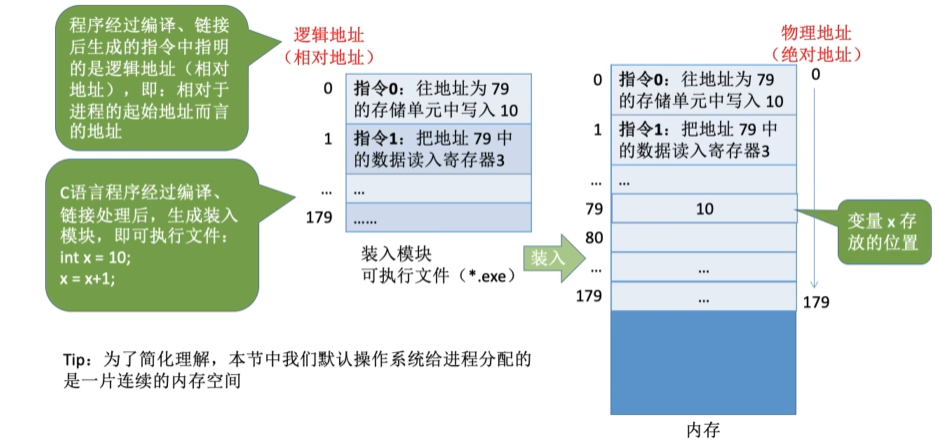 程序经过编译、链接
后生成的指令中指明
的是逻辑地址（相对
地址），即：相对于
进程的起始地址而言
的地址
C语言程序经过编译、
链接处理后，生成装入
模块，即可执行文件：
int x = 10;
x = x+1;
逻辑地址
（相对地址）
0
指令0：往地址为 79
的存储单元中写入 10
1
指令1：把地址 79 中
的数据读入寄存器3
...
...
179
......
装入模块
可执行文件（*.exe）
装入
物理地址
（绝对地址）
0
指令0：往地址为 79
的存储单元中写入 10
0
1
指令1：把地址 79 中
的数据读入寄存器3
...
...
79
10
80
...
...
179
...
179
变量 x 存
放的位置
内存
Tip：为了简化理解，本节中我们默认操作系统给进程分配的
是一片连续的内存空间